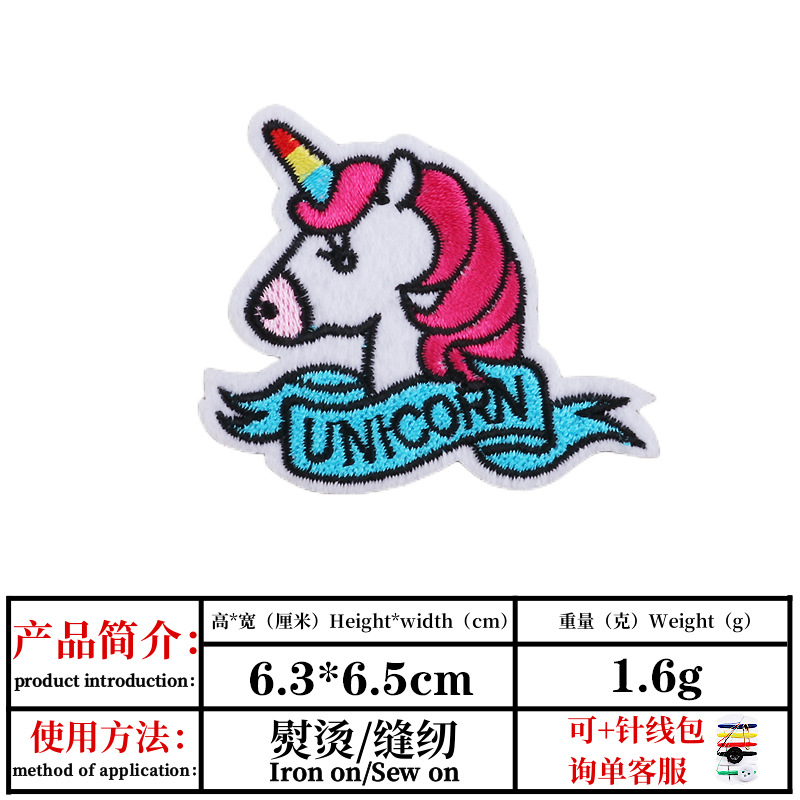 UNICORN
产品简介:
product introduction:
高*宽（厘米）Height*width（cm）
重量（克）Weight（g）
6.3*6.5cm
1.6g
使用方法:
method of application:
熨烫/缝纫
Iron on/Sew on
可+针线包
询单客服